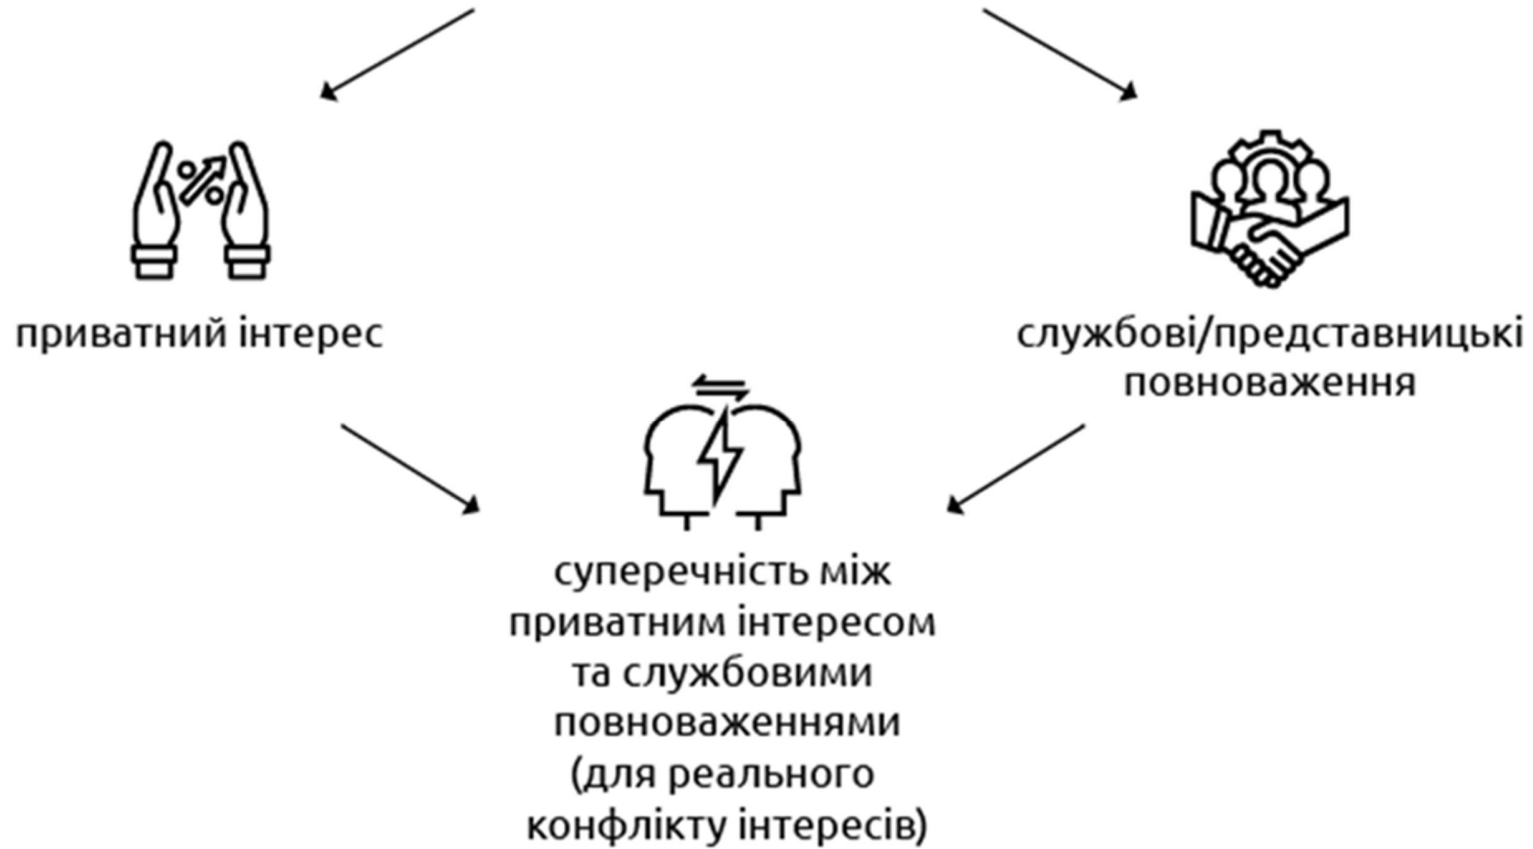 приватний інтерес
службові/представницькі
повноваження
суперечність між
приватним інтересом
та службовими
повноваженнями
(для реального
конфлікту інтересів)